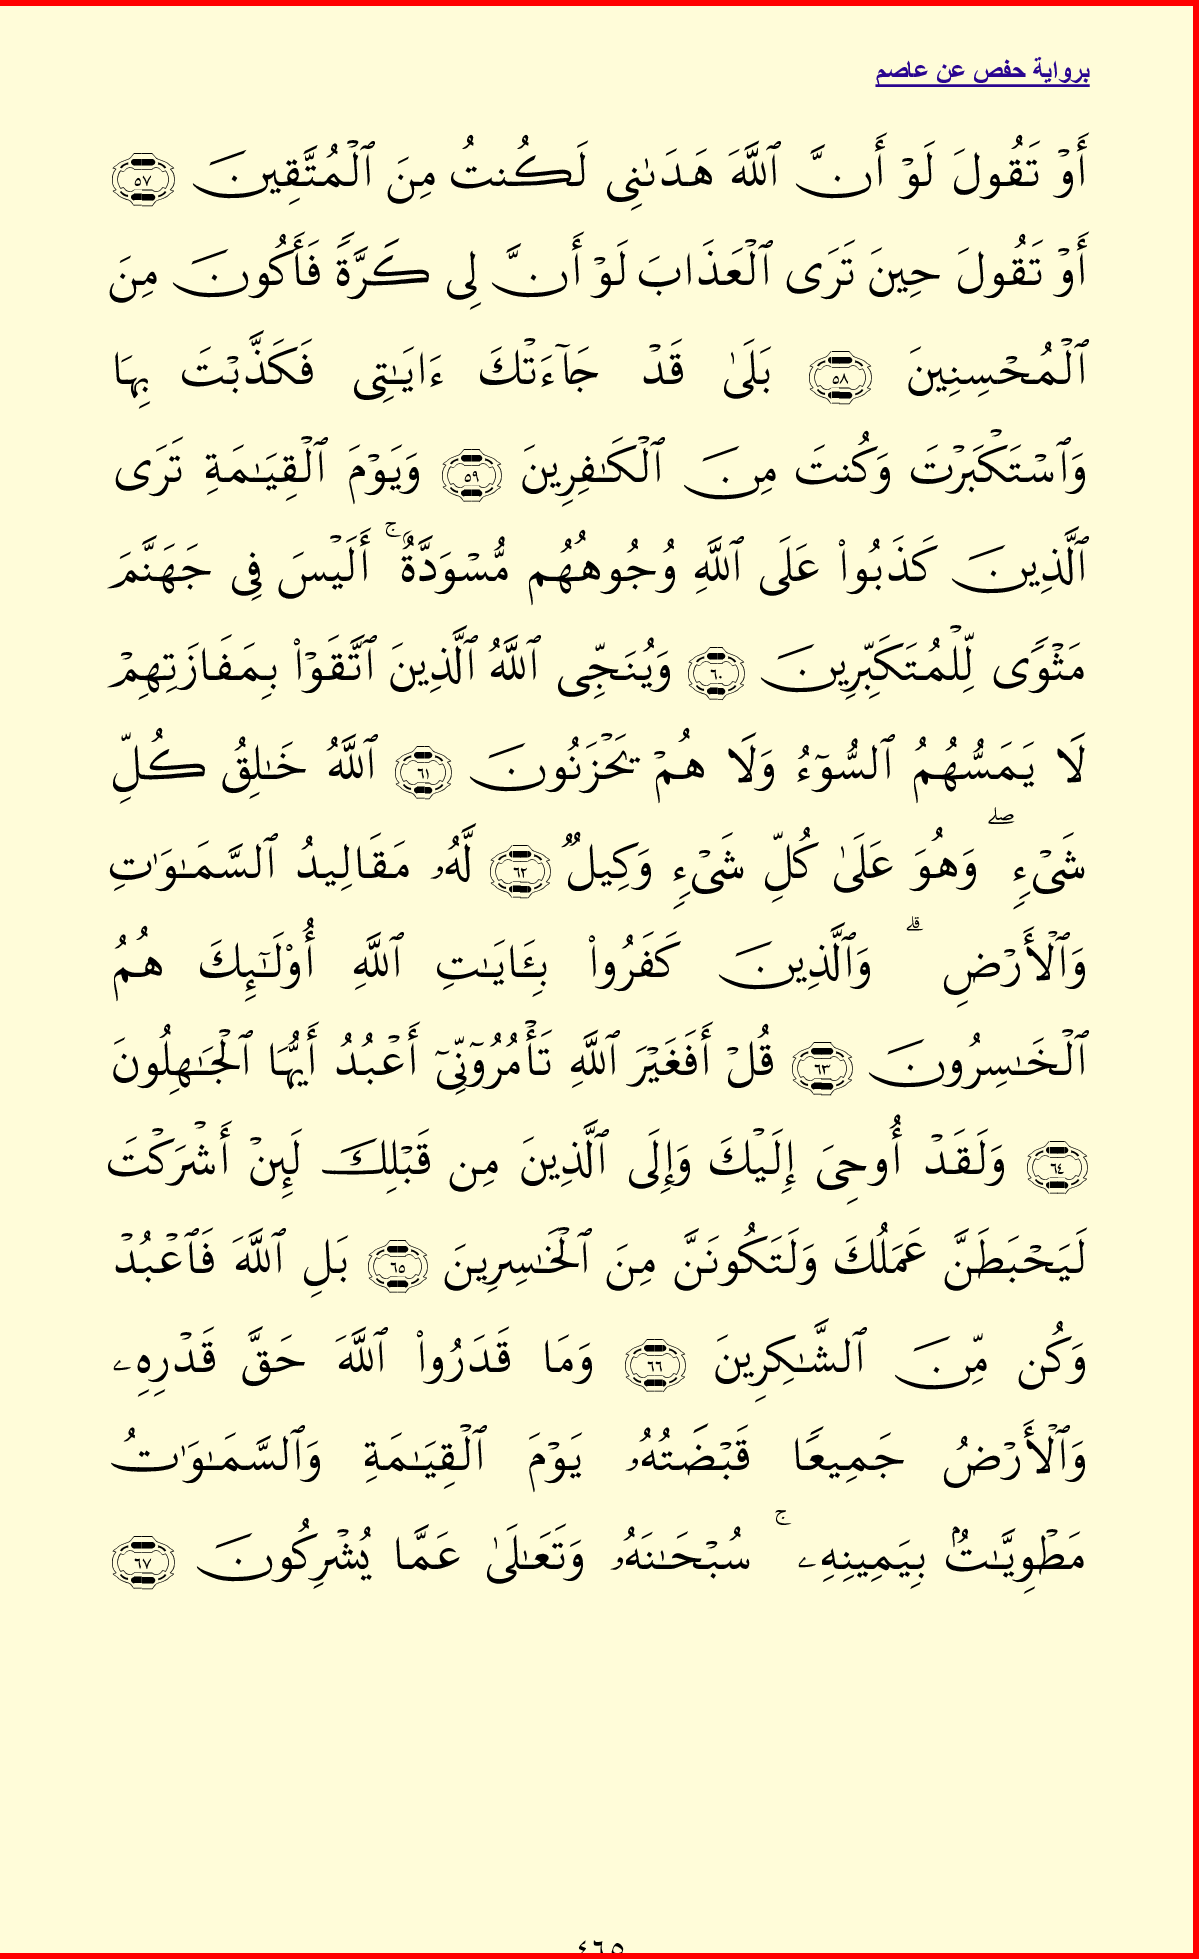 برواية حفص عن عاصم
أَوۡ تَقُولَ لَوۡ أَنَّ ٱللَّهَ هَدَىٰنِي لَكُنتُ مِنَ ٱلۡمُتَّقِينَ ٥٧
أَوۡ تَقُولَ حِينَ تَرَى ٱلۡعَذَابَ لَوۡ أَنَّ لِي كَرَّةٗ فَأَكُونَ مِنَ
ٱلۡمُحۡسِنِينَ ٥٨ بَلَىٰ قَدۡ جَآءَتۡكَ ءَايَٰتِي فَكَذَّبۡتَ بِهَا
وَٱسۡتَكۡبَرۡتَ وَكُنتَ مِنَ ٱلۡكَٰفِرِينَ ٥٩ وَيَوۡمَ ٱلۡقِيَٰمَةِ تَرَى
ٱلَّذِينَ كَذَبُواْ عَلَى ٱللَّهِ وُجُوهُهُم مُّسۡوَدَّةٌۚ أَلَيۡسَ فِي جَهَنَّمَ
مَثۡوٗى لِّلۡمُتَكَبِّرِينَ ٦٠ وَيُنَجِّي ٱللَّهُ ٱلَّذِينَ ٱتَّقَوۡاْ بِمَفَازَتِهِمۡ
لَا يَمَسُّهُمُ ٱلسُّوٓءُ وَلَا هُمۡ يَحۡزَنُونَ ٦١ ٱللَّهُ خَٰلِقُ كُلِّ
شَيۡءٖۖ وَهُوَ عَلَىٰ كُلِّ شَيۡءٖ وَكِيلٞ ٦٢ لَّهُۥ مَقَالِيدُ ٱلسَّمَٰوَٰتِ
وَٱلۡأَرۡضِۗ وَٱلَّذِينَ كَفَرُواْ بِـَٔايَٰتِ ٱللَّهِ أُوْلَٰٓئِكَ هُمُ
ٱلۡخَٰسِرُونَ ٦٣ قُلۡ أَفَغَيۡرَ ٱللَّهِ تَأۡمُرُوٓنِّيٓ أَعۡبُدُ أَيُّهَا ٱلۡجَٰهِلُونَ
٦٤ وَلَقَدۡ أُوحِيَ إِلَيۡكَ وَإِلَى ٱلَّذِينَ مِن قَبۡلِكَ لَئِنۡ أَشۡرَكۡتَ
لَيَحۡبَطَنَّ عَمَلُكَ وَلَتَكُونَنَّ مِنَ ٱلۡخَٰسِرِينَ ٦٥ بَلِ ٱللَّهَ فَٱعۡبُدۡ
وَكُن مِّنَ ٱلشَّٰكِرِينَ ٦٦ وَمَا قَدَرُواْ ٱللَّهَ حَقَّ قَدۡرِهِۦ
وَٱلۡأَرۡضُ جَمِيعٗا قَبۡضَتُهُۥ يَوۡمَ ٱلۡقِيَٰمَةِ وَٱلسَّمَٰوَٰتُ
مَطۡوِيَّٰتُۢ بِيَمِينِهِۦۚ سُبۡحَٰنَهُۥ وَتَعَٰلَىٰ عَمَّا يُشۡرِكُونَ ٦٧
٤٦٥